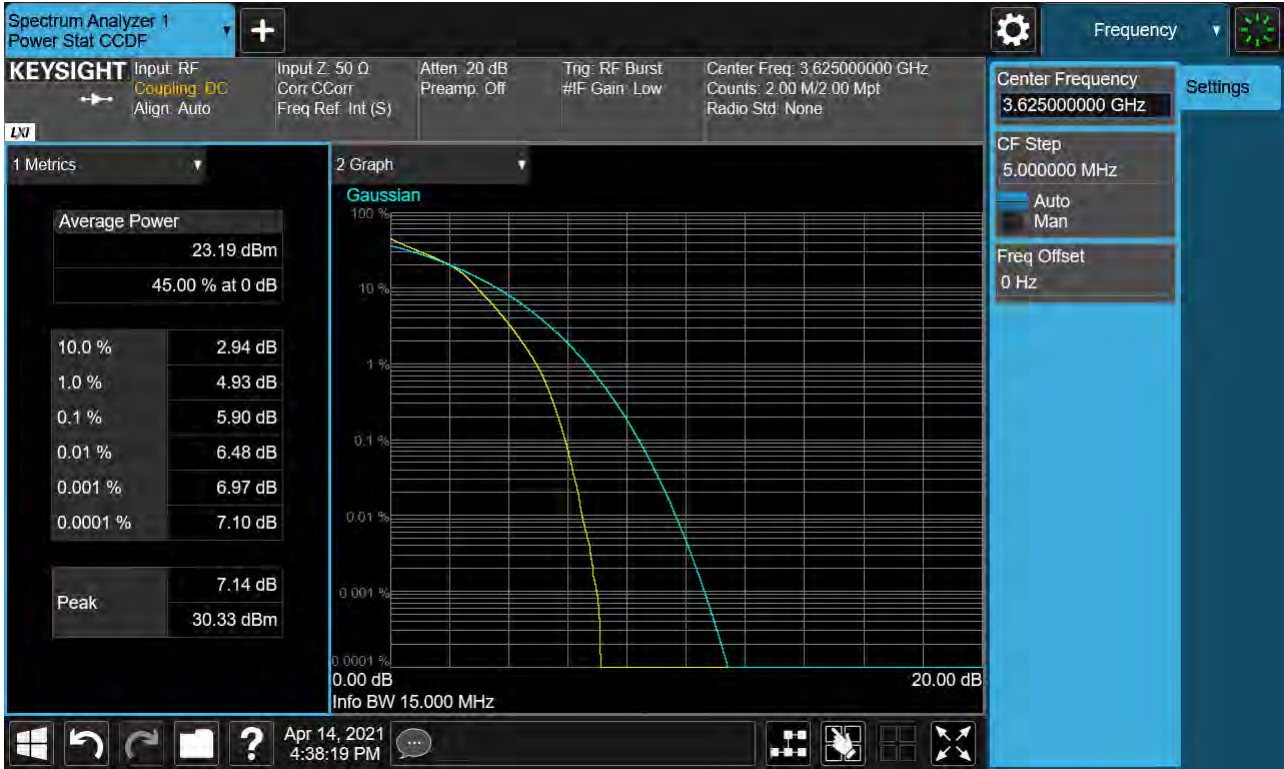 Spectrum Analyzer 1
Power Stat CCDF
Frequency
KEYSIGHT
LXI
Input: RF
Coupling: DC
Align: Auto
Input Z: 50 Ω
Corr CCorr
Freq Ref: Int (S)
Atten: 20 dB
Preamp: Off
Trig: RF Burst
#IF Gain: Low
Center Freq: 3.625000000 GHz
Counts: 2.00 M/2.00 Mpt
Radio Std: None
Center Frequency
3.625000000 GHz
Settings
CF Step
5.000000 MHz
Auto
Man
Freq Offset
0 Hz
1 Metrics
Average Power
23.19 dBm
45.00 % at 0 dB
10.0 % 2.94 dB
1.0 % 4.93 dB
0.1 % 5.90 dB
0.01 % 6.48 dB
0.001 % 6.97 dB
0.0001 % 7.10 dB
Peak
7.14 dB
30.33 dBm
2 Graph
Gaussian
100 %
10 %
1 %
0.1 %
0.01 %
0.001 %
0.0001 %
0.00 dB 20.00 dB
Info BW 15.000 MHz
?
Apr 14, 2021
4:38:19 PM